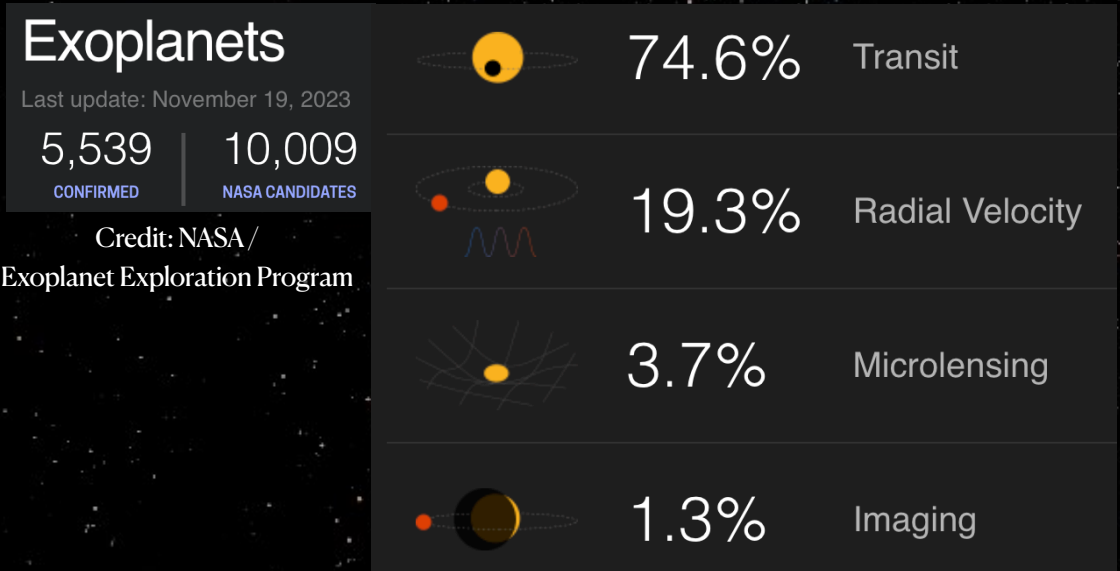 Exoplanets
Last update: November 19, 2023
5,539 10,009
CONFIRMED NASA CANDIDATES
Credit: NASA /
Exoplanet Exploration Program
74.6% Transit
19.3% Radial Velocity
3.7% Microlensing
1.3% Imaging